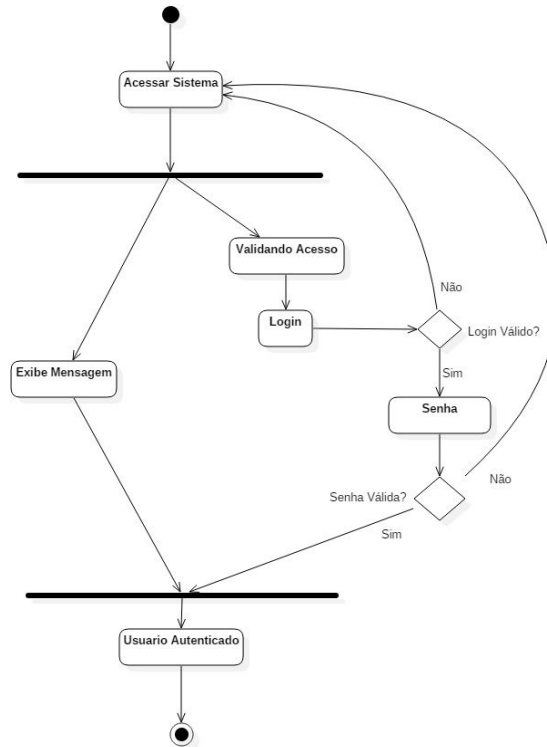 Acessar Sistema
Validando Acesso
Não
Login
Login Válido?
Exibe Mensagem
Sim
Senha
Não
Senha Válida?
Sim
Usuario Autenticado